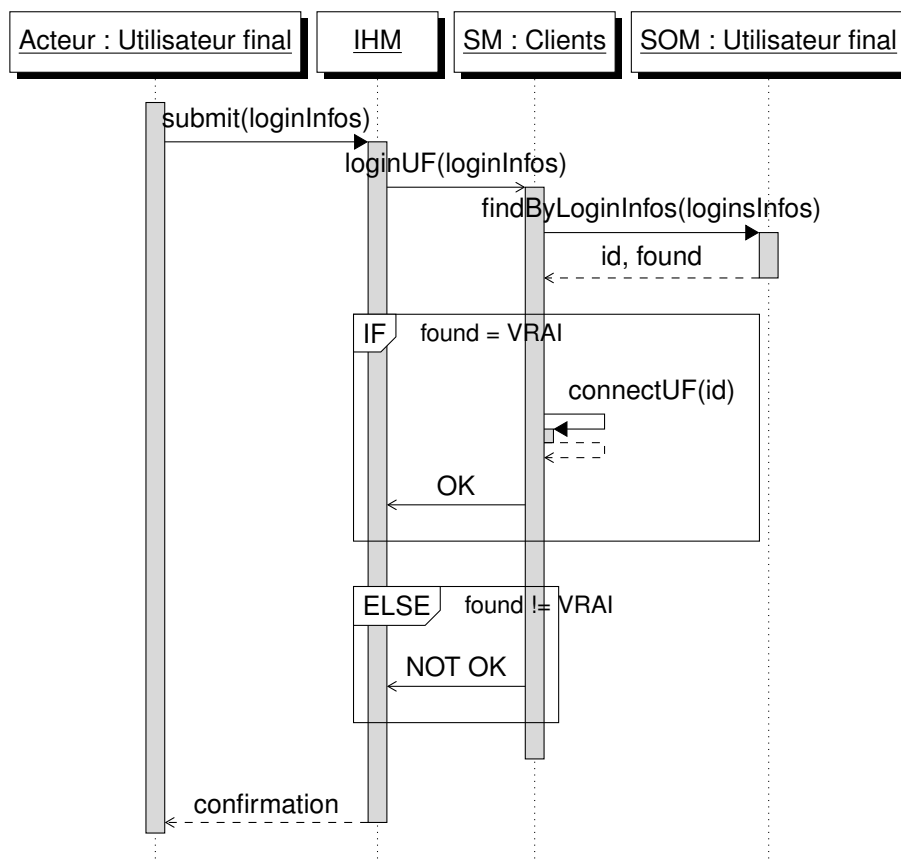 Acteur : Utilisateur final
IHM
SM : Clients
SOM : Utilisateur final
submit(loginInfos)
loginUF(loginInfos)
findByLoginInfos(loginsInfos)
id, found
IF
found = VRAI
connectUF(id)
OK
ELSE
found != VRAI
NOT OK
confirmation